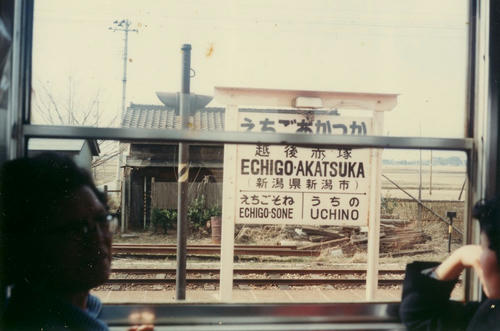 えちごあかつか
越後赤塚
ECHIGO-AKATSUKA
(新潟県新潟市)
えちごそね うちの
ECHIGO-SONE UCHINO